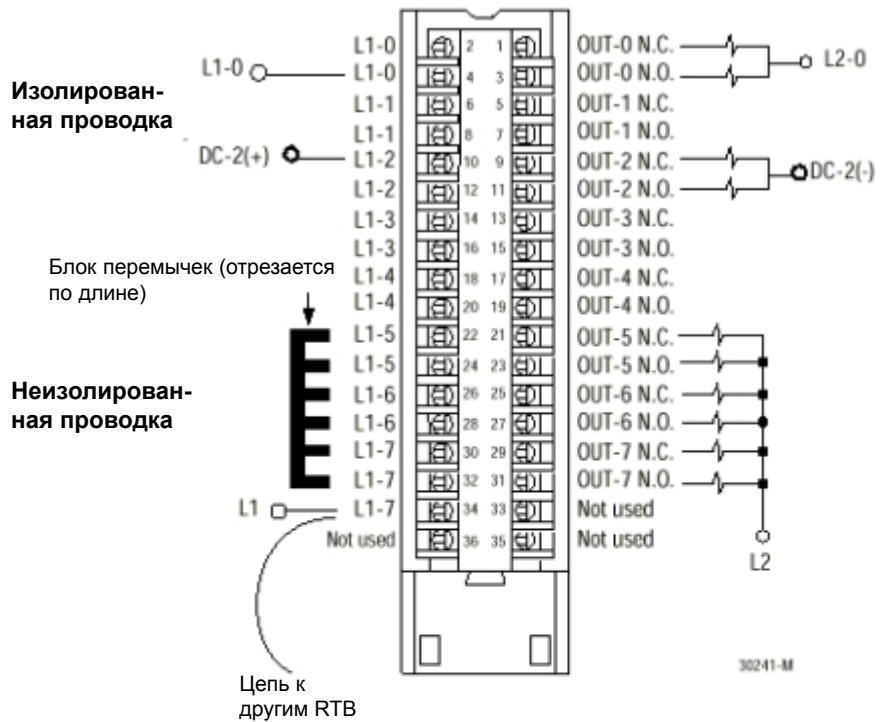 L1-0 2 1 OUT-0 N.C.
L1-0 L1-0 4 3 OUT-0 N.O. L2-0
Изолирован-
ная проводка
L1-1 6 5 OUT-1 N.C.
L1-1 8 7 OUT-1 N.O.
DC-2(+) L1-2 10 9 OUT-2 N.C. DC-2(-)
L1-2 12 11 OUT-2 N.O.
L1-3 14 13 OUT-3 N.C.
L1-3 16 15 OUT-3 N.O.
Блок перемычек (отрезается
по длине)
L1-4 18 17 OUT-4 N.C.
L1-4 20 19 OUT-4 N.O.
L1-5 22 21 OUT-5 N.C.
L1-5 24 23 OUT-5 N.O.
Неизолирован-
ная проводка
L1-6 26 25 OUT-6 N.C.
L1-6 28 27 OUT-6 N.O.
L1-7 30 29 OUT-7 N.C.
L1-7 32 31 OUT-7 N.O.
L1 L1-7 34 33 Not used
Not used 36 35 Not used
L2
30241-M
Цепь к
другим RTB